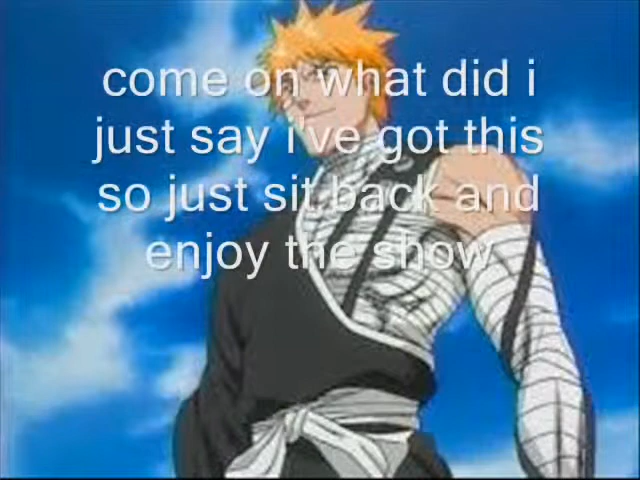 come on what did i
just say i've got this
so just sit back and
enjoy the show